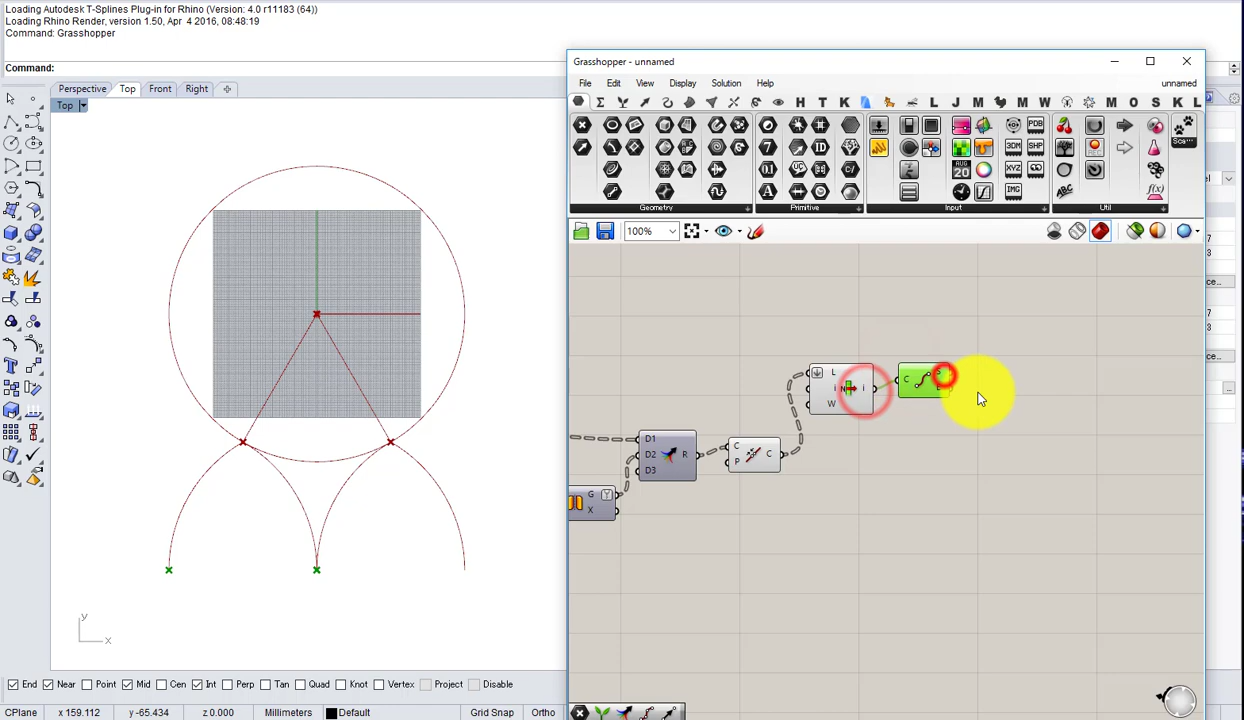 Loading Autodesk T-Splines Plug-in for Rhino (Version: 4.0 r11183 (64))
Loading Rhino Render, version 1.50, Apr 4 2016, 08:48:19
Command: Grasshopper
Command:
Grasshopper - unnamed
File Edit View Display Solution Help unnamed
Perspective Top Front Right
Top
Geometry Primitive Input Util
100%
L
i i
W
C S
D1
D2 R
D3
C C
P
G
X
y
x
End Near Point Mid Cen Int Perp Tan Quad Knot Vertex Project Disable
CPlane x 159.112 y -65.434 z 0.000 Millimeters Default Grid Snap Ortho